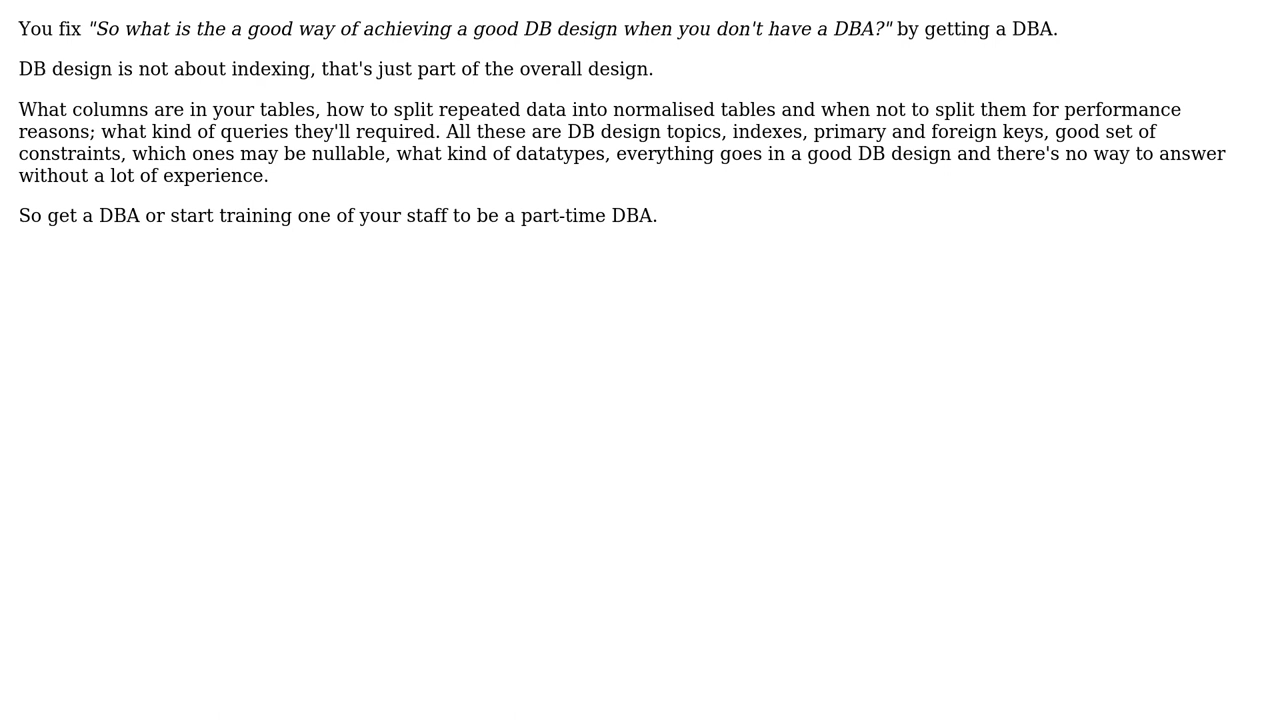 You fix "So what is the a good way of achieving a good DB design when you don't have a DBA?" by getting a DBA.
DB design is not about indexing, that's just part of the overall design.
What columns are in your tables, how to split repeated data into normalised tables and when not to split them for performance
reasons; what kind of queries they'll required. All these are DB design topics, indexes, primary and foreign keys, good set of
constraints, which ones may be nullable, what kind of datatypes, everything goes in a good DB design and there's no way to answer
without a lot of experience.
So get a DBA or start training one of your staff to be a part-time DBA.